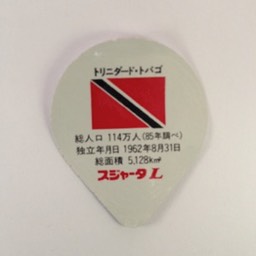 トリニダード・トバゴ
総人口 114万人(85年調べ)
独立年月日 1962年8月31日
総面積 5,128km²
スジャータ L